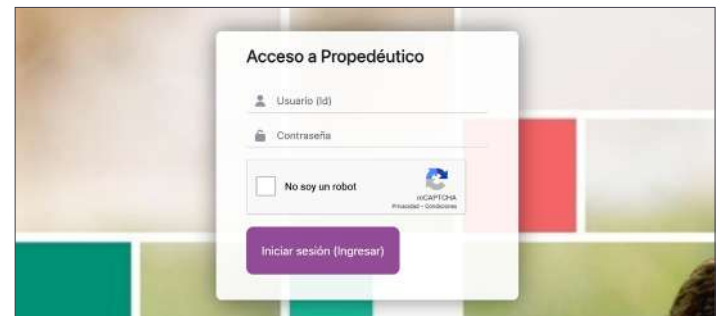 Acceso a Propedéutico
Usuario (Id)
Contraseña
No soy un robot
reCAPTCHA
Privacidad - Condiciones
Iniciar sesión (Ingresar)